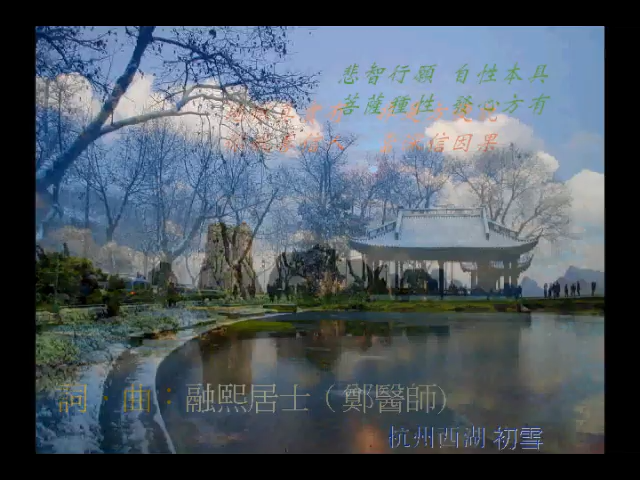 悲智行願 自性本具
菩薩種性 發心方有
信因果
詞、曲：融熙居士（鄭醫師)
杭州西湖 初雪